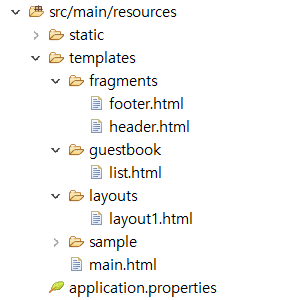 src/main/resources
static
templates
fragments
footer.html
header.html
guestbook
list.html
layouts
layout1.html
sample
main.html
application.properties